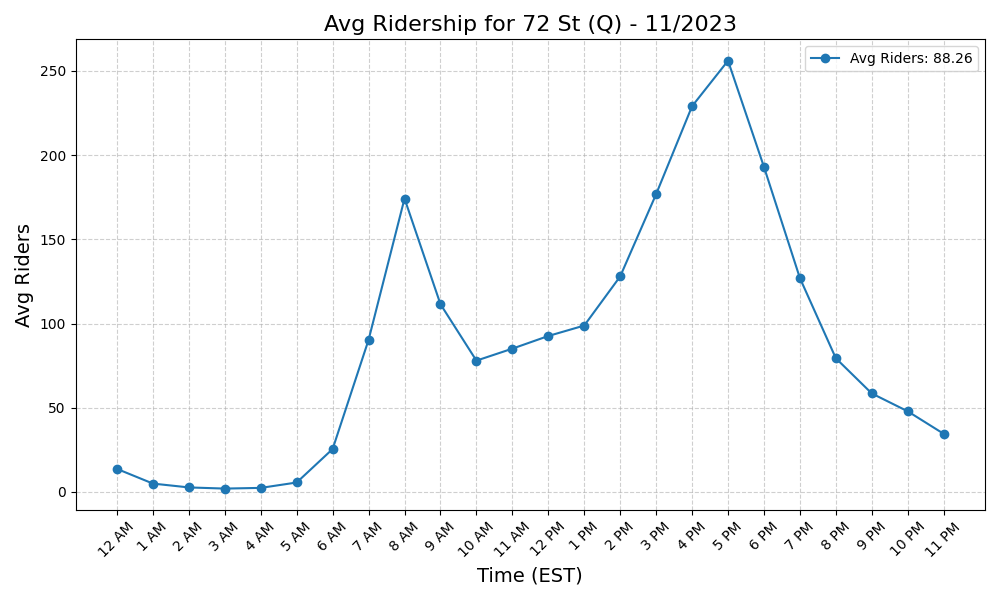 Avg Ridership for 72 St (Q) - 11/2023
Avg Riders: 88.26
Avg Riders
250
200
150
100
50
0
12 AM
1 AM
2 AM
3 AM
4 AM
5 AM
6 AM
7 AM
8 AM
9 AM
10 AM
11 AM
12 PM
1 PM
2 PM
3 PM
4 PM
5 PM
6 PM
7 PM
8 PM
9 PM
10 PM
11 PM
Time (EST)